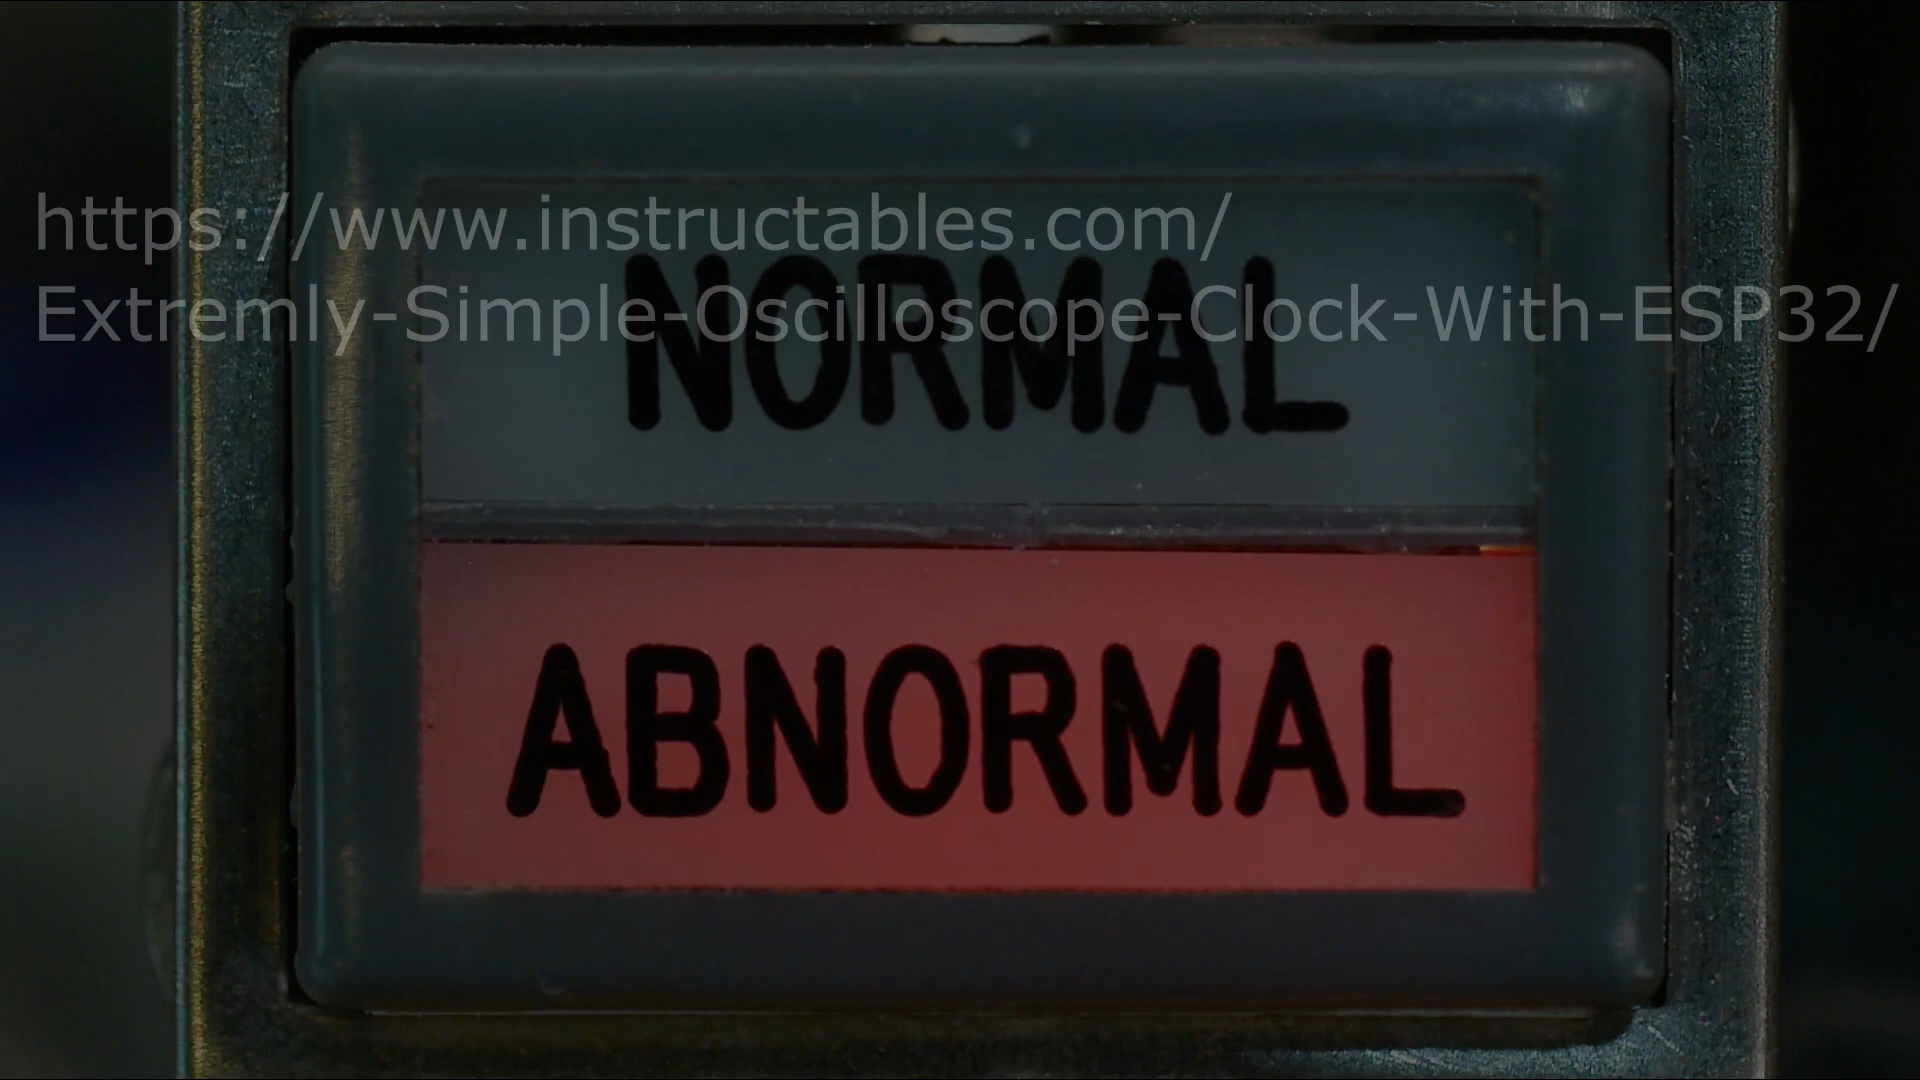 https://www.instructables.com/
Extremly-Simple-Oscilloscope-Clock-With-ESP32/
NORMAL
ABNORMAL